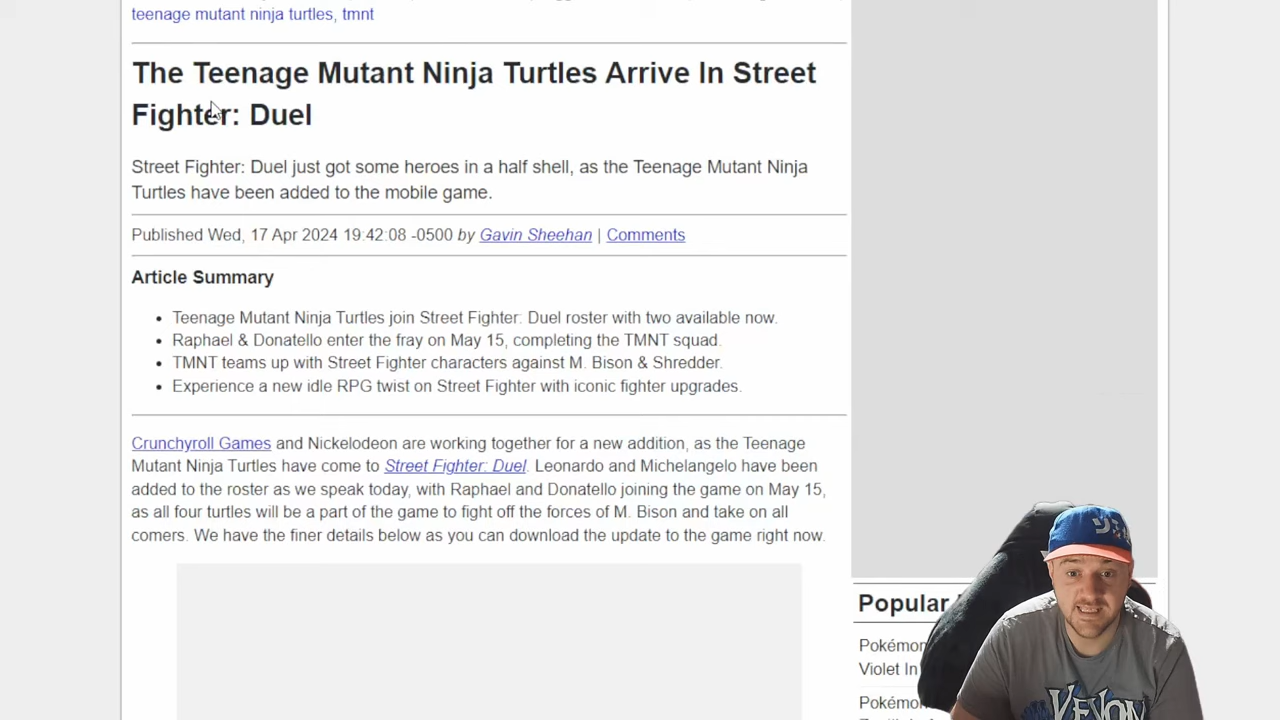 teenage mutant ninja turtles, tmnt
The Teenage Mutant Ninja Turtles Arrive In Street
Fighter: Duel
Street Fighter: Duel just got some heroes in a half shell, as the Teenage Mutant Ninja
Turtles have been added to the mobile game.
Published Wed, 17 Apr 2024 19:42:08 -0500 by Gavin Sheehan | Comments
Article Summary
• Teenage Mutant Ninja Turtles join Street Fighter: Duel roster with two available now.
• Raphael & Donatello enter the fray on May 15, completing the TMNT squad.
• TMNT teams up with Street Fighter characters against M. Bison & Shredder.
• Experience a new idle RPG twist on Street Fighter with iconic fighter upgrades.
Crunchyroll Games and Nickelodeon are working together for a new addition, as the Teenage
Mutant Ninja Turtles have come to Street Fighter: Duel. Leonardo and Michelangelo have been
added to the roster as we speak today, with Raphael and Donatello joining the game on May 15,
as all four turtles will be a part of the game to fight off the forces of M. Bison and take on all
comers. We have the finer details below as you can download the update to the game right now.
Popular
Pokémon
Violet In
Pokémon
VENOM